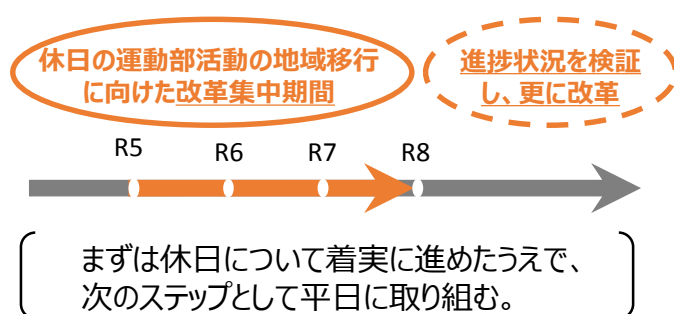 休日の運動部活動の地域移行
に向けた改革集中期間
進捗状況を検証
し、更に改革
R5
R6
R7
R8
まずは休日について着実に進めたうえで、
次のステップとして平日に取り組む。